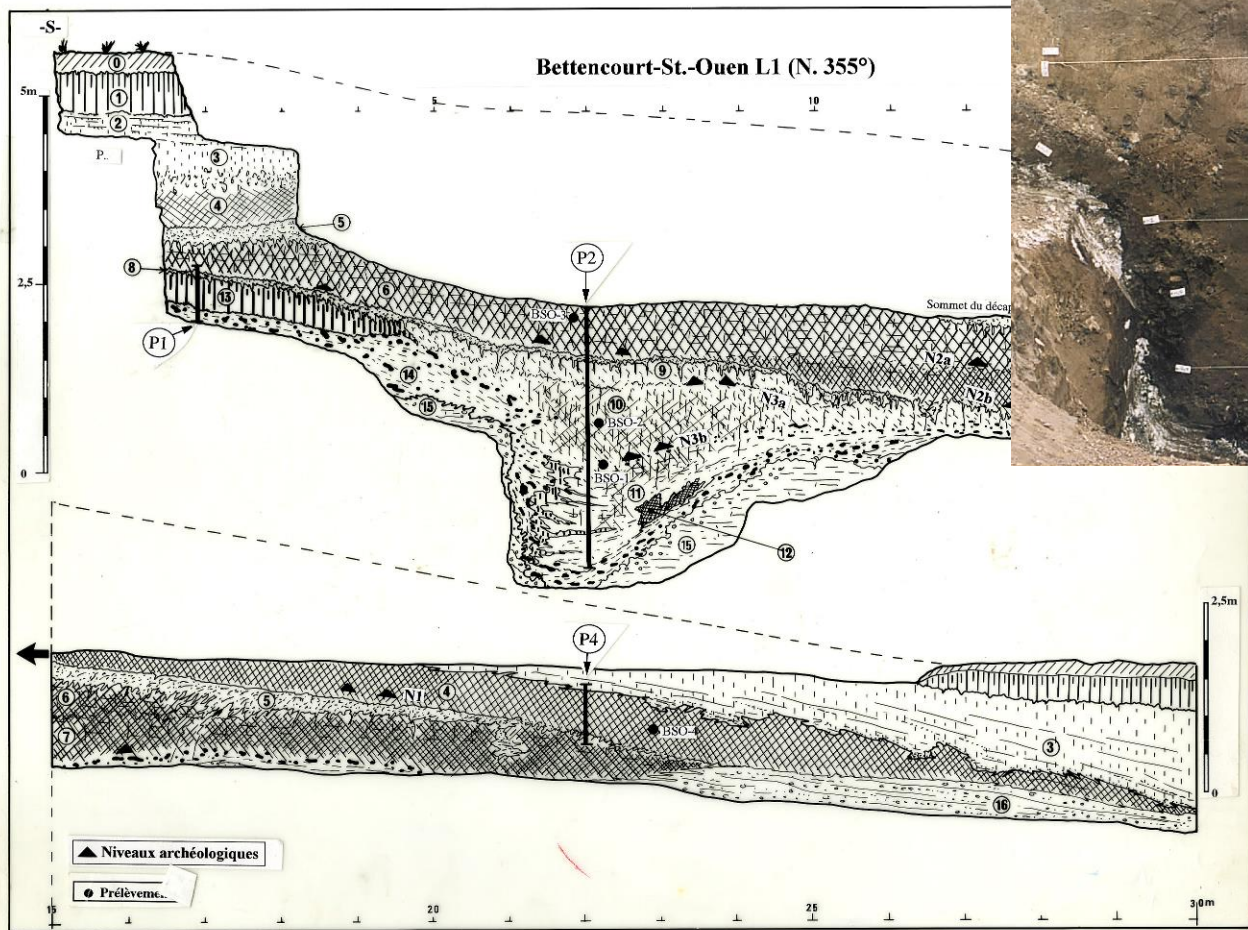 -S-
Bettencourt-St.-Ouen L1 (N. 355°)
0
1
5m
5
10
2
P..
3
4
5
P2
8
2,5
6
13
BSO-3
Sommet du décap
P1
9
N2a
14
10
N3a
N2b
15
BSO-2
N3b
0
BSO-1
11
15
12
P4
2,5m
6
N1
4
5
7
BSO-4
3
0
16
Niveaux archéologiques
Prélèveme
15
20
25
30m